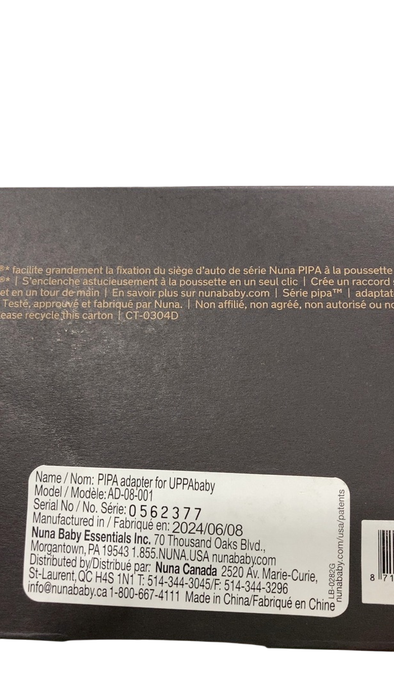 ®* facilite grandement la fixation du siège d'auto de série Nuna PIPA à la poussette
®* | S'enclenche astucieusement à la poussette en un seul clic | Crée un raccord
et en un tour de main | En savoir plus sur nunababy.com | Série pipa™ | adaptat
Testé, approuvé et fabriqué par Nuna. | Non affilié, non agréé, non autorisé ou no
ease recycle this carton | CT-0304D
Name / Nom: PIPA adapter for UPPAbaby
Model / Modèle: AD-08-001
Serial No / No. Série: 0562377
Manufactured in / Fabriqué en: 2024/06/08
Nuna Baby Essentials Inc. 70 Thousand Oaks Blvd.,
Morgantown, PA 19543 1.855.NUNA.USA nunababy.com
Distributed by/Distribué par: Nuna Canada 2520 Av. Marie-Curie,
St-Laurent, QC H4S 1N1 T: 514-344-3045/F: 514-344-3296
info@nunababy.ca 1-800-667-4111 Made in China/Fabriqué en Chine
LB-0282G
nunababy.com/usa/patents
8 71